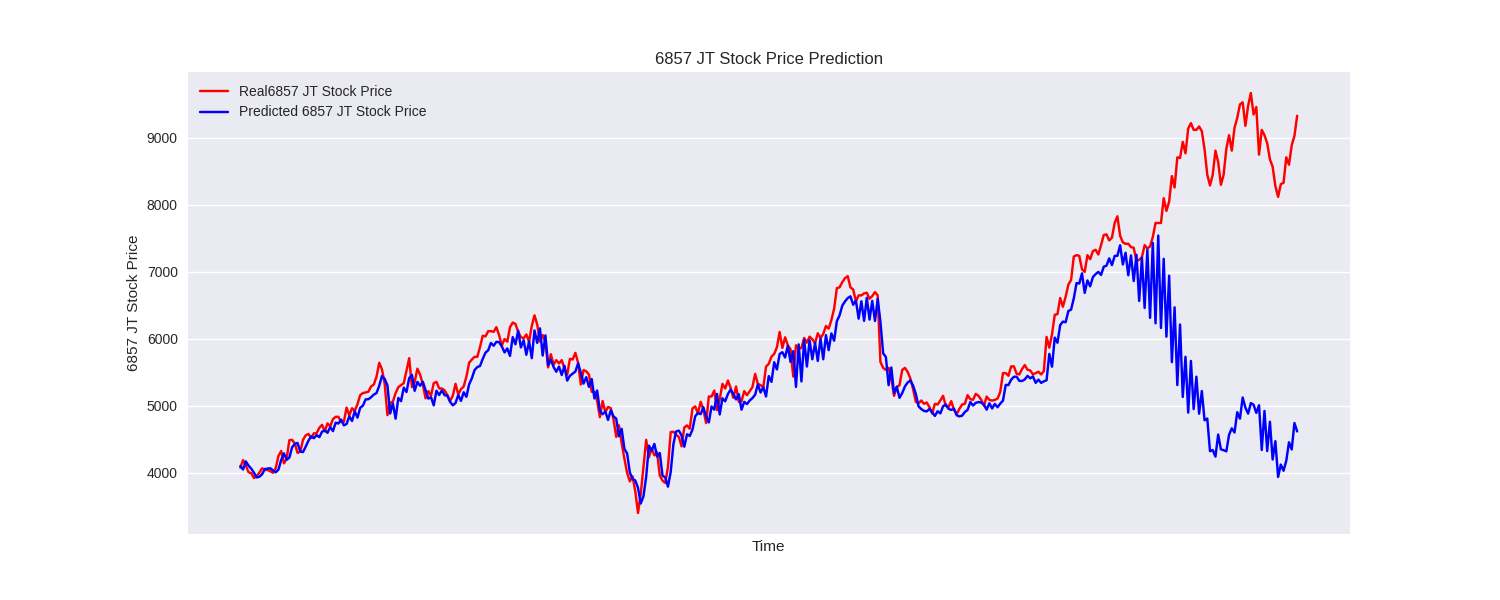 6857 JT Stock Price Prediction
Real6857 JT Stock Price
Predicted 6857 JT Stock Price
9000
8000
7000
6000
5000
4000
6857 JT Stock Price
Time